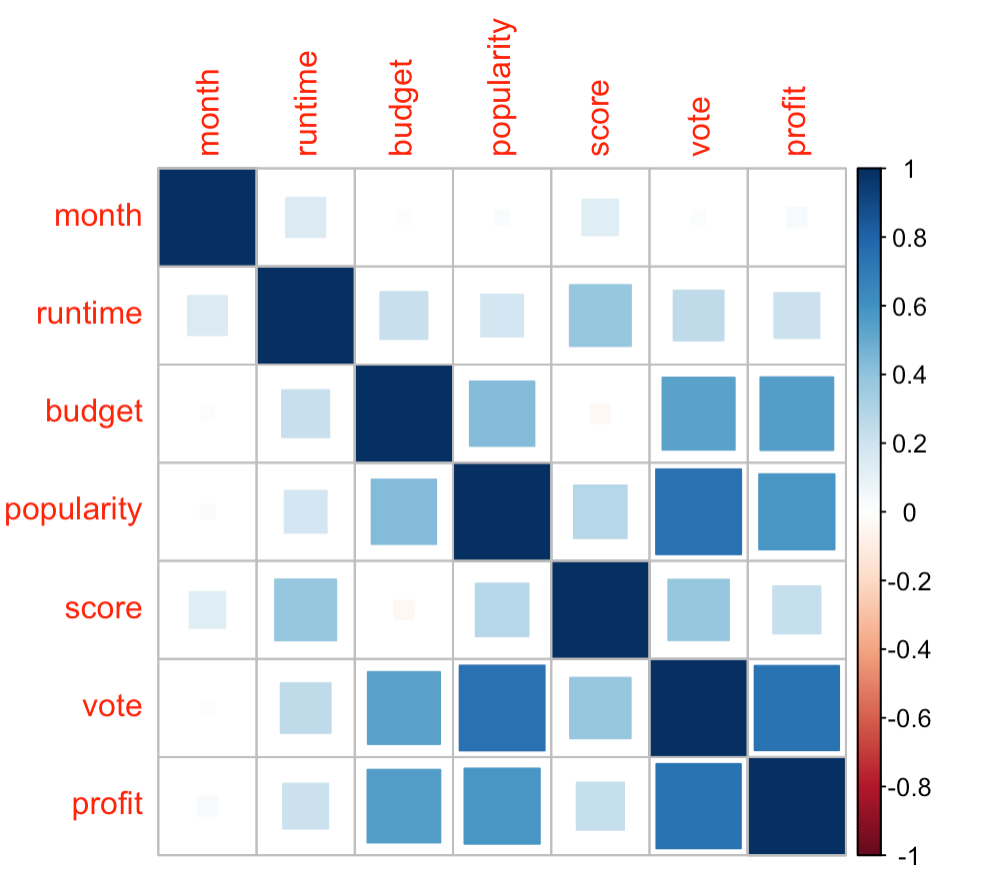 month
runtime
budget
popularity
score
vote
profit
month
runtime
budget
popularity
score
vote
profit
1
0.8
0.6
0.4
0.2
0
-0.2
-0.4
-0.6
-0.8
-1